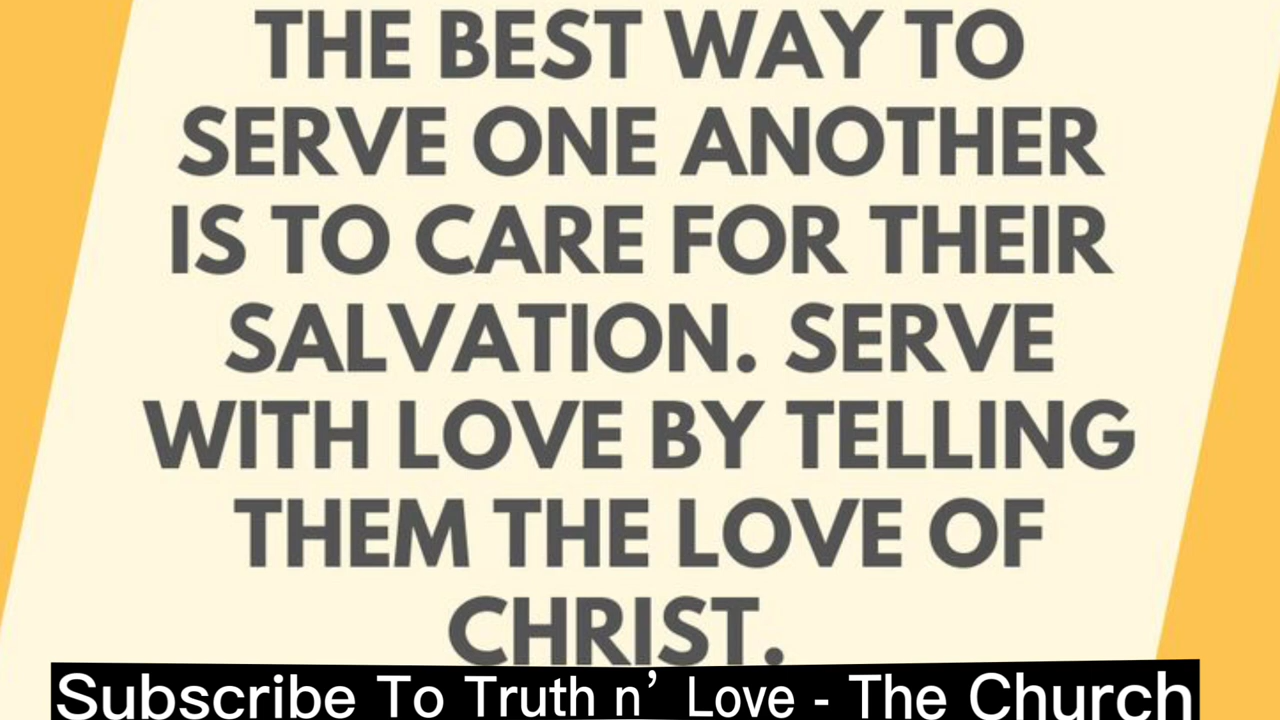 THE BEST WAY TO
SERVE ONE ANOTHER
IS TO CARE FOR THEIR
SALVATION. SERVE
WITH LOVE BY TELLING
THEM THE LOVE OF
CHRIST.
Subscribe To Truth n’ Love - The Church